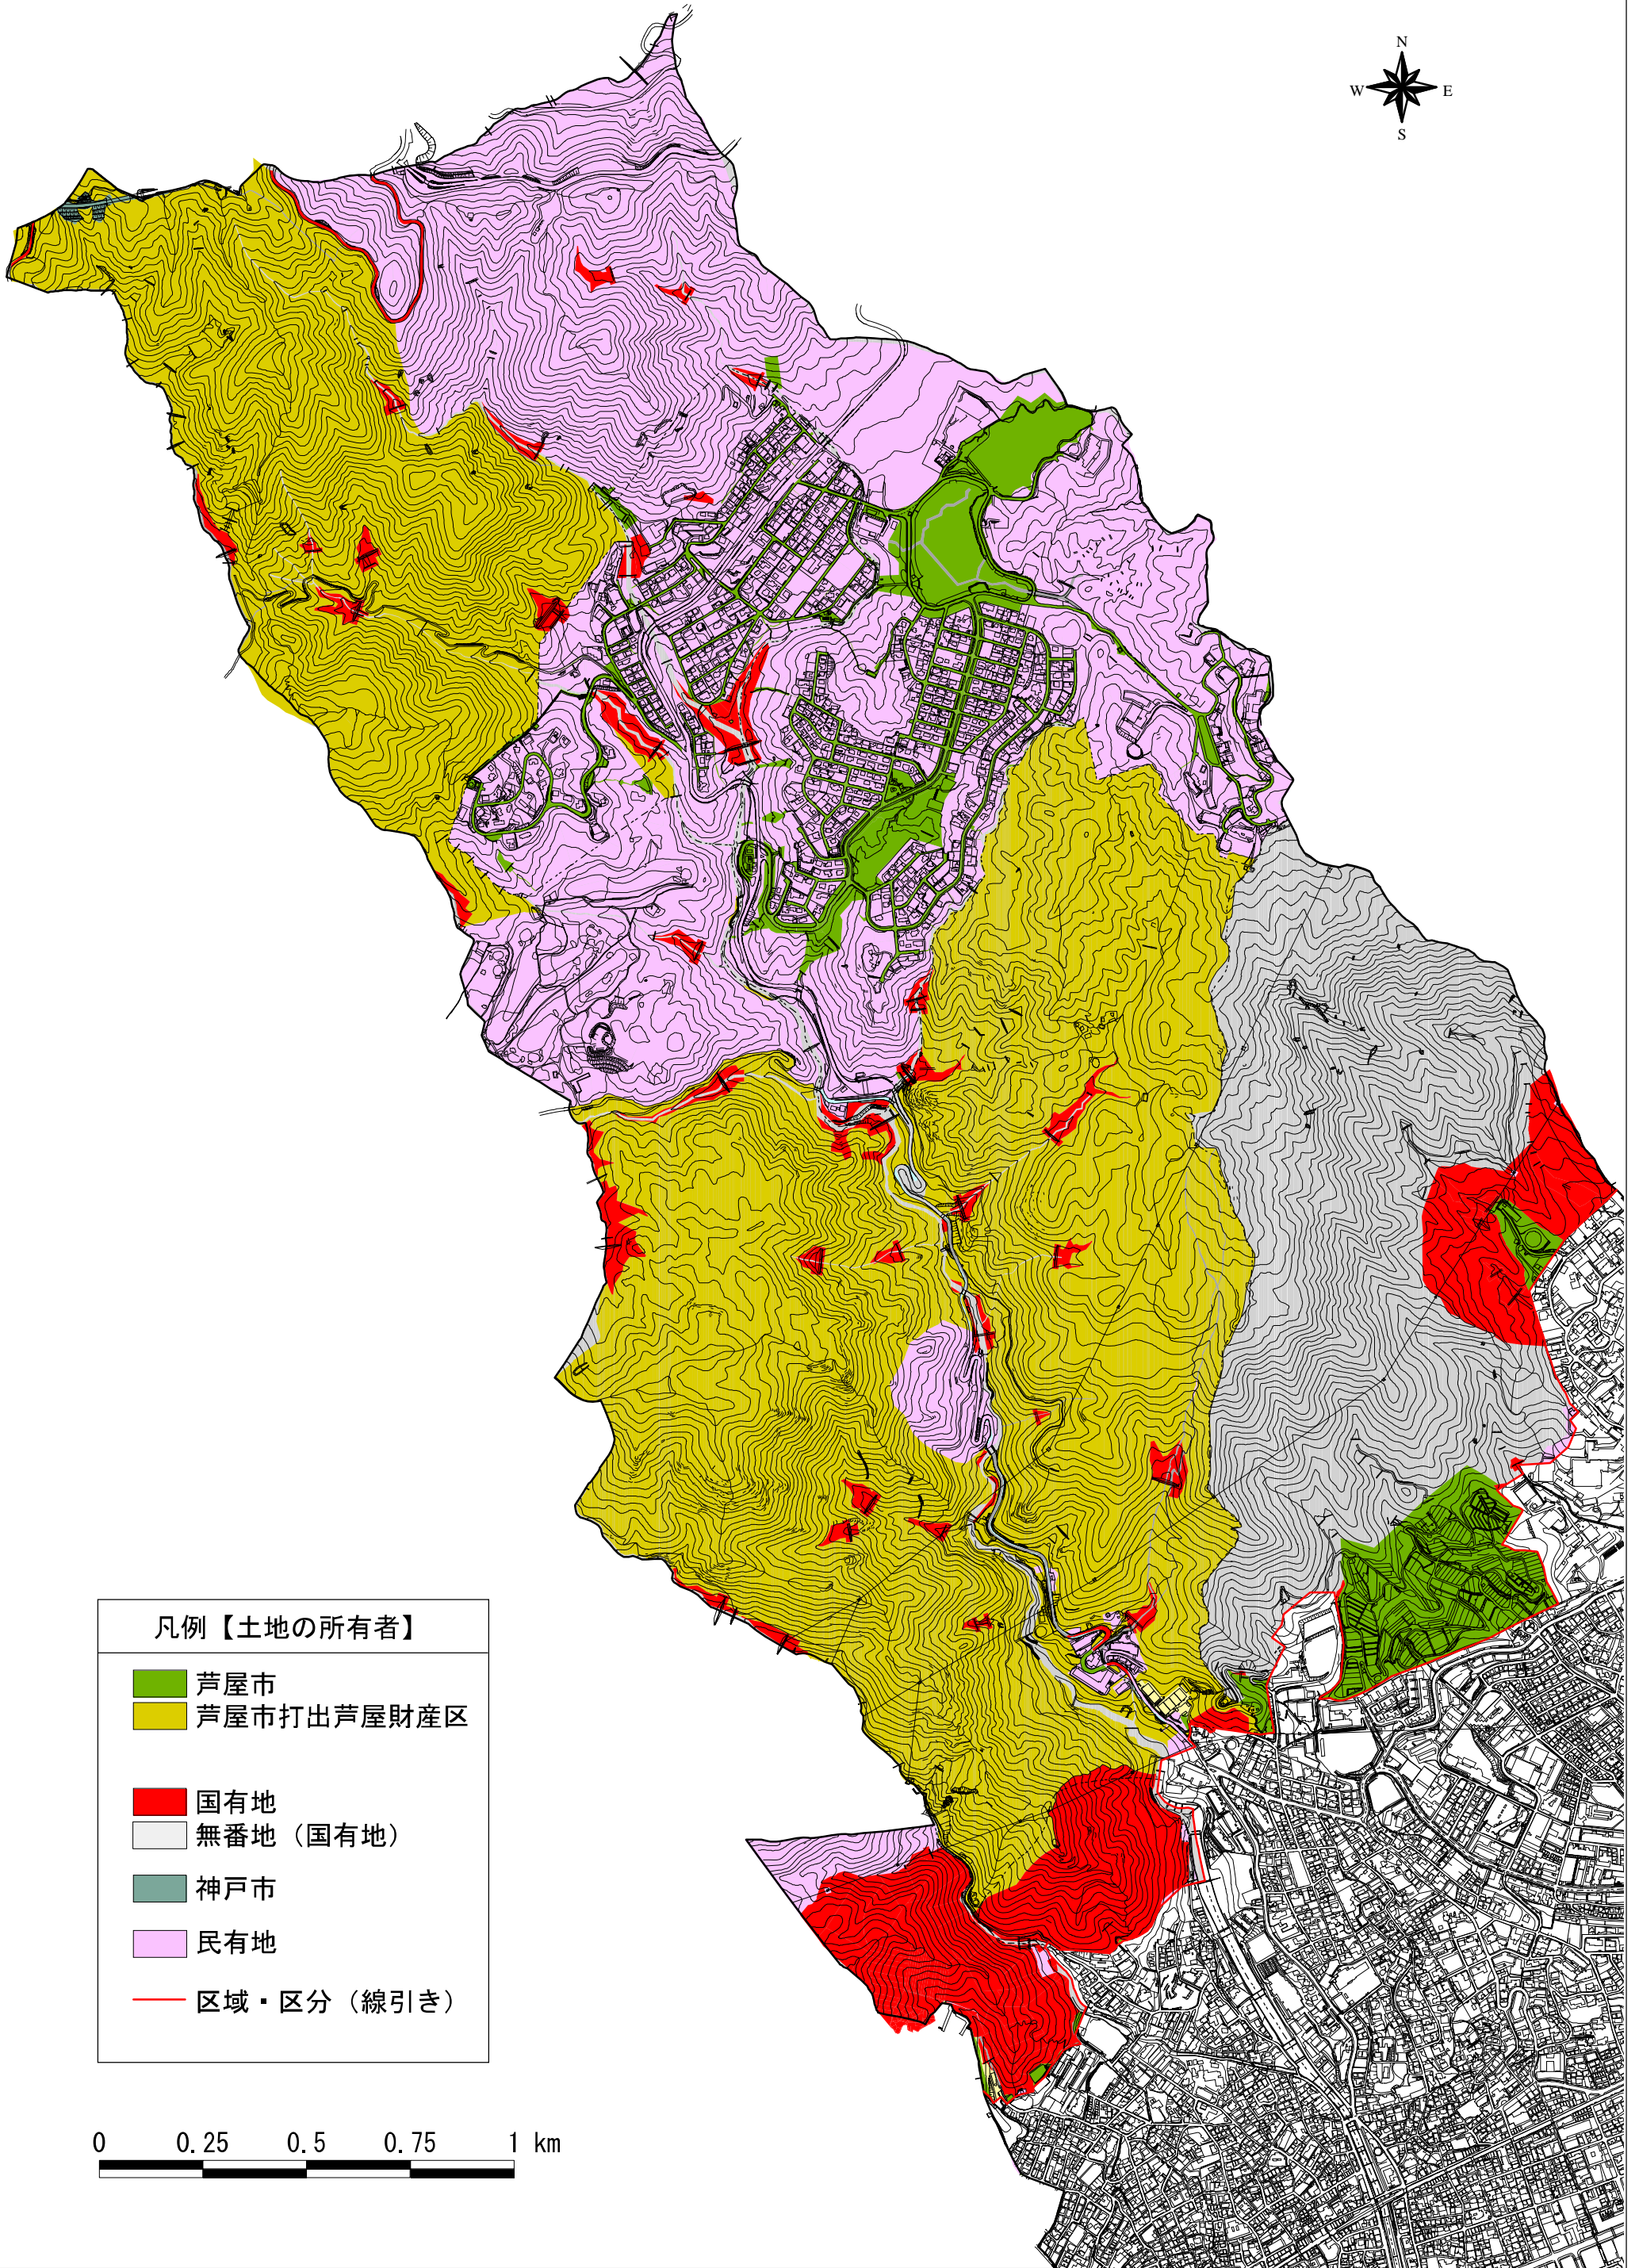 N
W E
S
凡例【土地の所有者】
芦屋市
芦屋市打出芦屋財産区
国有地
無番地（国有地）
神戸市
民有地
区域・区分（線引き）
0 0.25 0.5 0.75 1 km